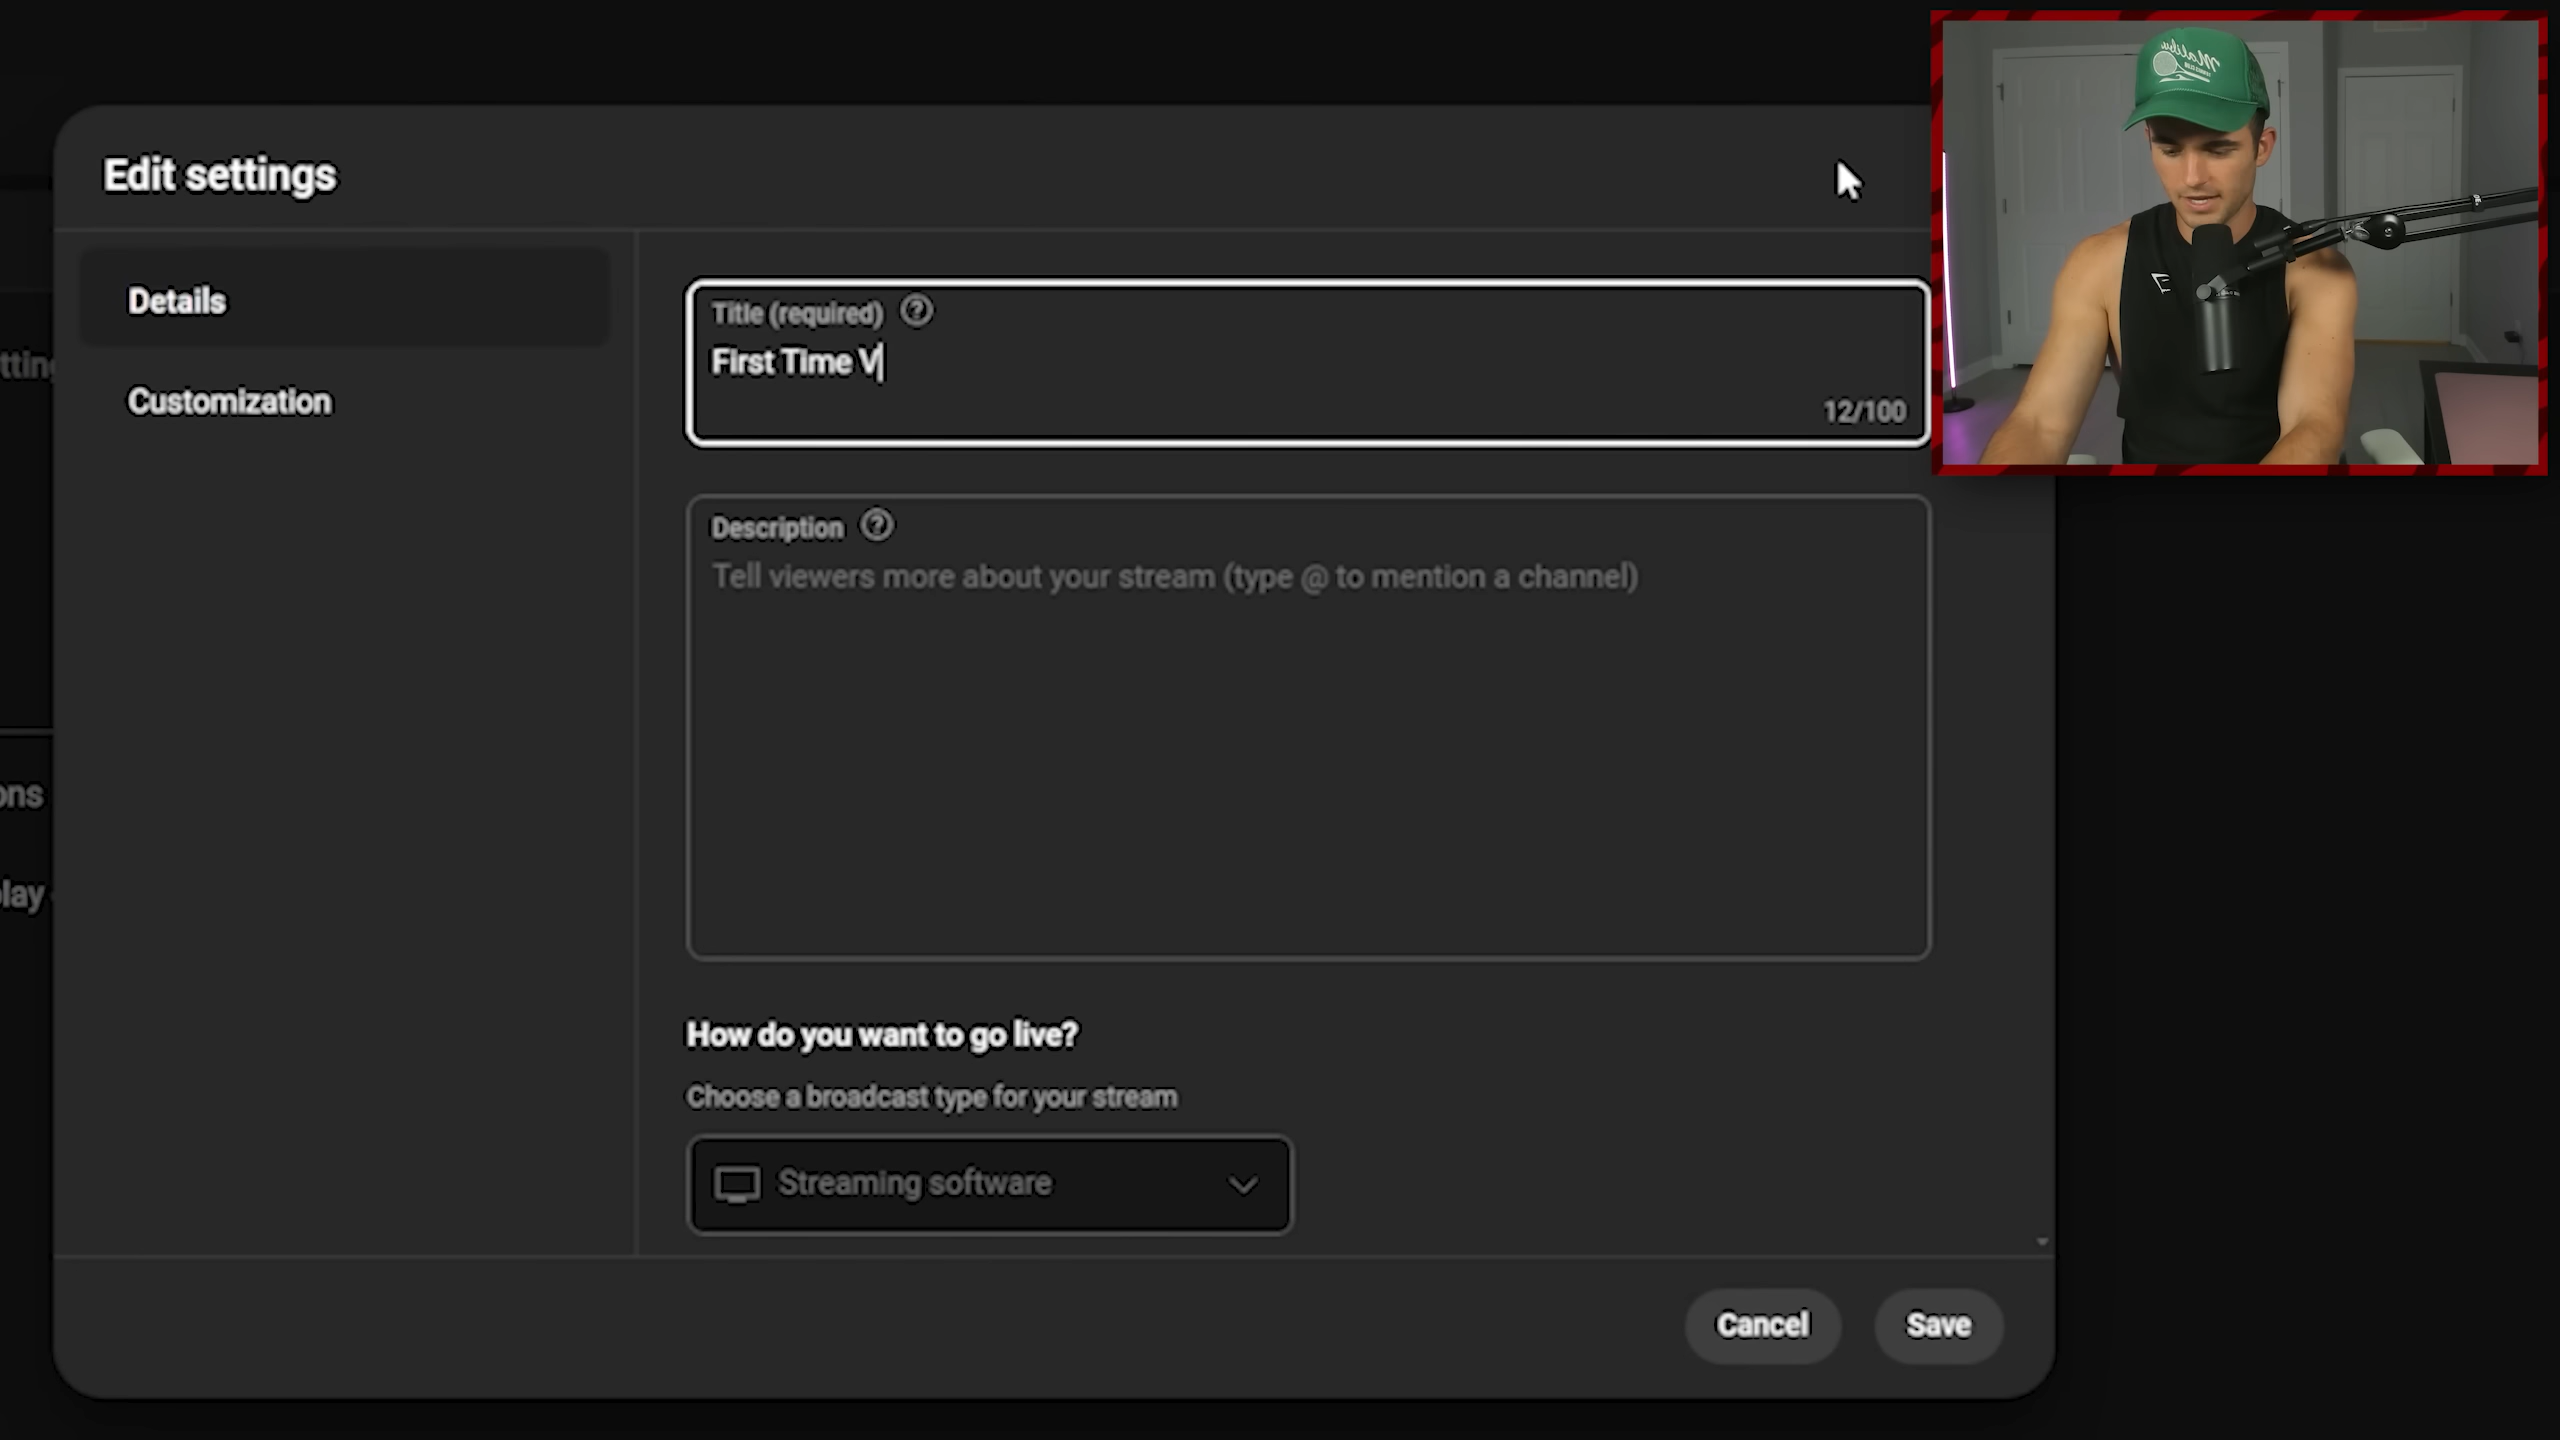 Edit settings
Details
Customization
Title (required)
First Time V
12/100
Description
Tell viewers more about your stream (type @ to mention a channel)
How do you want to go live?
Choose a broadcast type for your stream
Streaming software
Cancel
Save
ons
Malibu